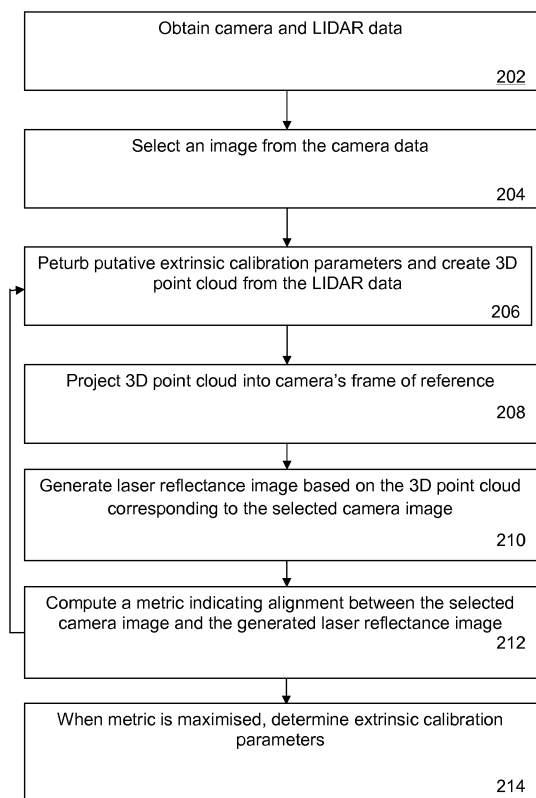 Obtain camera and LIDAR data
202
Select an image from the camera data
204
Peturb putative extrinsic calibration parameters and create 3D
point cloud from the LIDAR data
206
Project 3D point cloud into camera's frame of reference
208
Generate laser reflectance image based on the 3D point cloud
corresponding to the selected camera image
210
Compute a metric indicating alignment between the selected
camera image and the generated laser reflectance image
212
When metric is maximised, determine extrinsic calibration
parameters
214